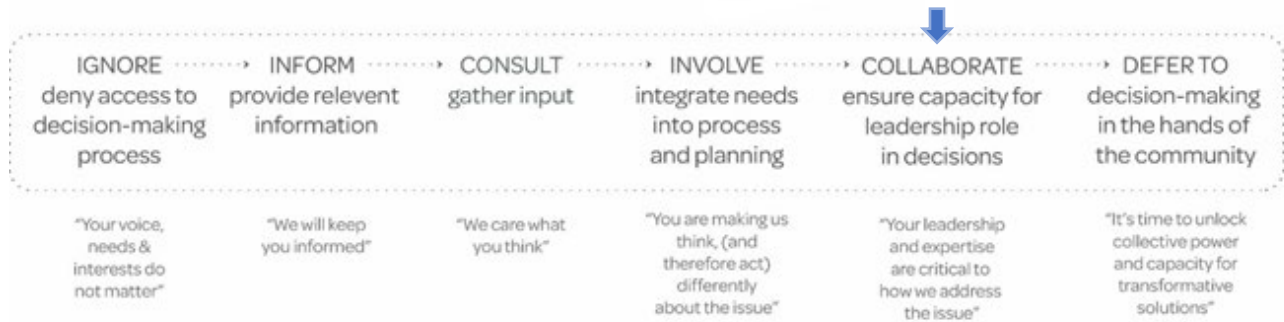 IGNORE
deny access to
decision-making
process
INFORM
provide relevent
information
CONSULT
gather input
INVOLVE
integrate needs
into process
and planning
COLLABORATE
ensure capacity for
leadership role
in decisions
DEFER TO
decision-making
in the hands of
the community
"Your voice,
needs &
interests do
not matter"
"We will keep
you informed"
"We care what
you think"
"You are making us
think, (and
therefore act)
differently
about the issue"
"Your leadership
and expertise
are critical to
how we address
the issue"
"It's time to unlock
collective power
and capacity for
transformative
solutions"